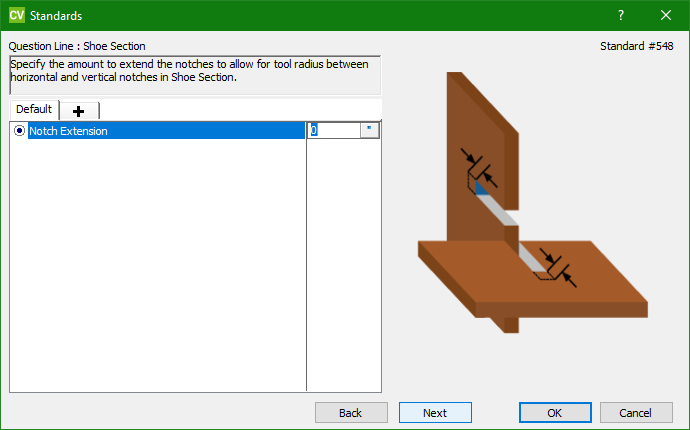 CV Standards ?
Question Line : Shoe Section Standard #548
Specify the amount to extend the notches to allow for tool radius between
horizontal and vertical notches in Shoe Section.
Default +
Notch Extension 0 "
Back Next OK Cancel